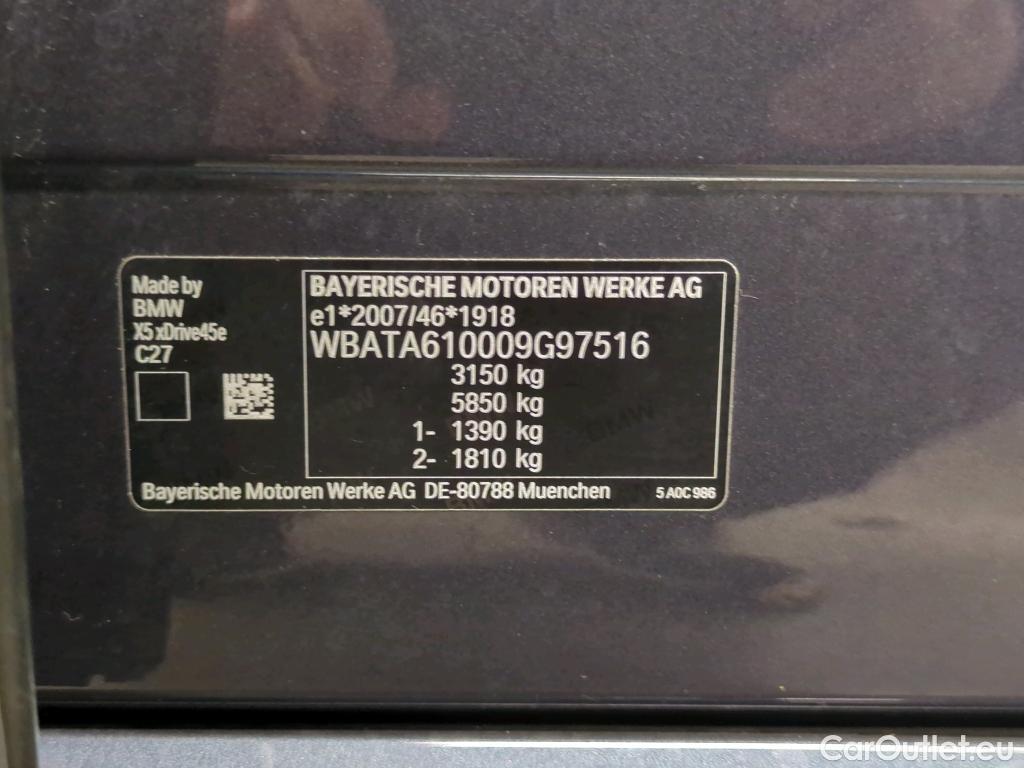 Made by
BMW
X5 xDrive45e
C27
BAYERISCHE MOTOREN WERKE AG
e1*2007/46*1918
WBATA610009G97516
3150 kg
5850 kg
1- 1390 kg
2- 1810 kg
Bayerische Motoren Werke AG DE-80788 Muenchen 5 A0C 986
CarOutlet.eu